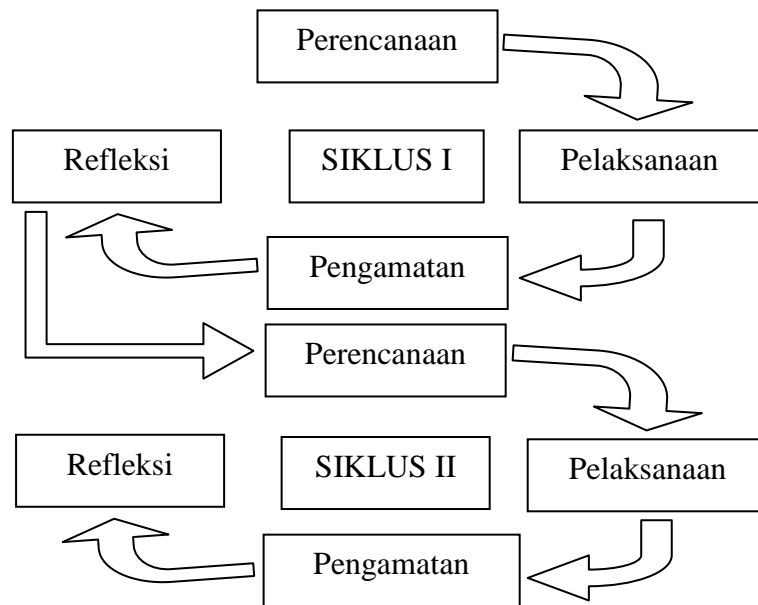 Perencanaan
Refleksi
SIKLUS I
Pelaksanaan
Pengamatan
Perencanaan
Refleksi
SIKLUS II
Pelaksanaan
Pengamatan